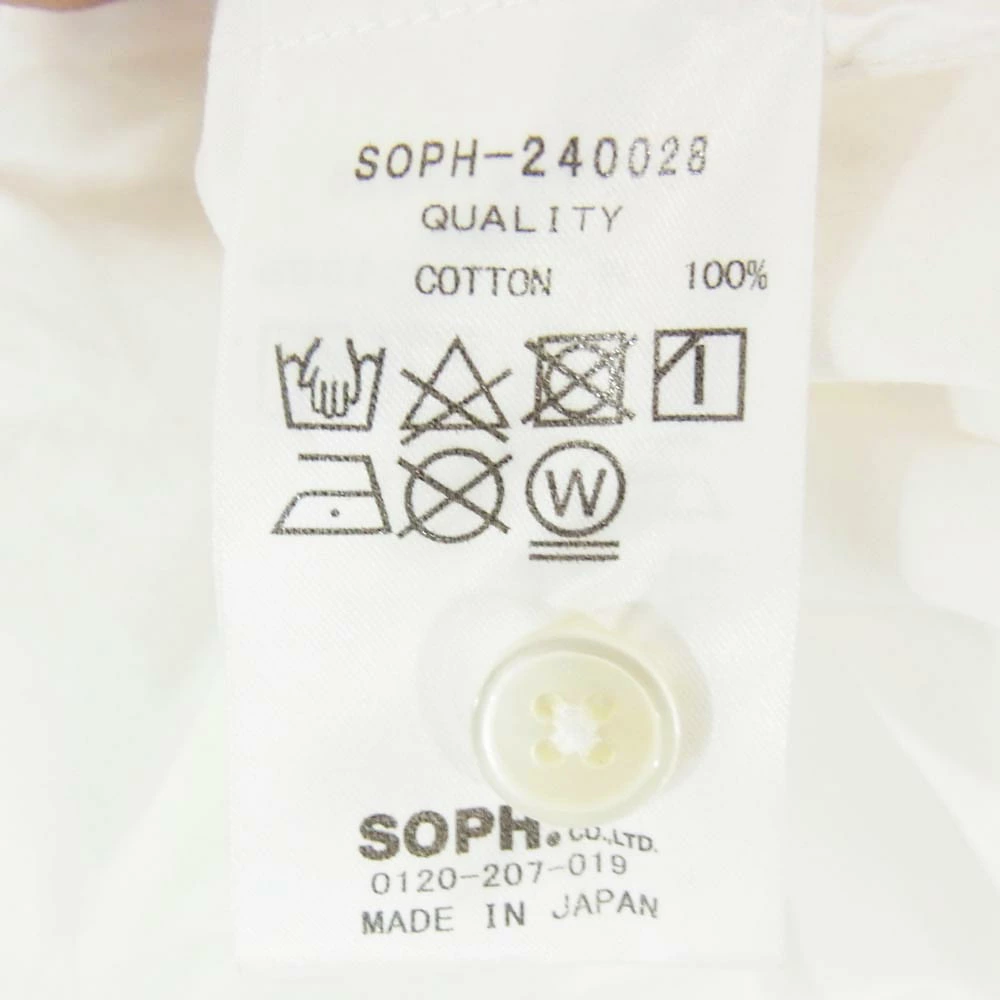 SOPH-240028
QUALITY
COTTON 100%
W
SOPH. CO.,LTD.
0120-207-019
MADE IN JAPAN